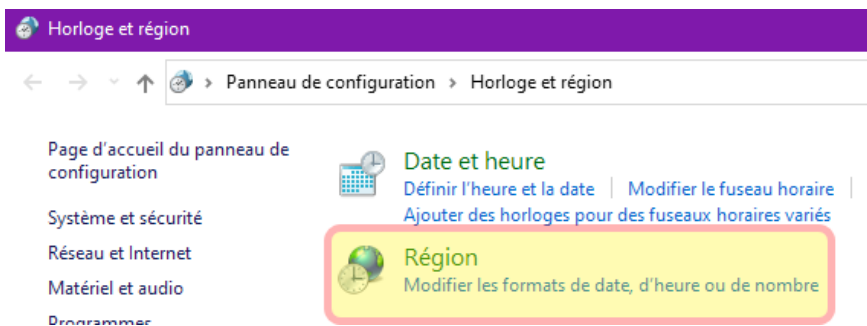 Horloge et région
Panneau de configuration > Horloge et région
Page d'accueil du panneau de
configuration
Système et sécurité
Réseau et Internet
Matériel et audio
Programmes
Date et heure
Définir l'heure et la date | Modifier le fuseau horaire |
Ajouter des horloges pour des fuseaux horaires variés
Région
Modifier les formats de date, d'heure ou de nombre